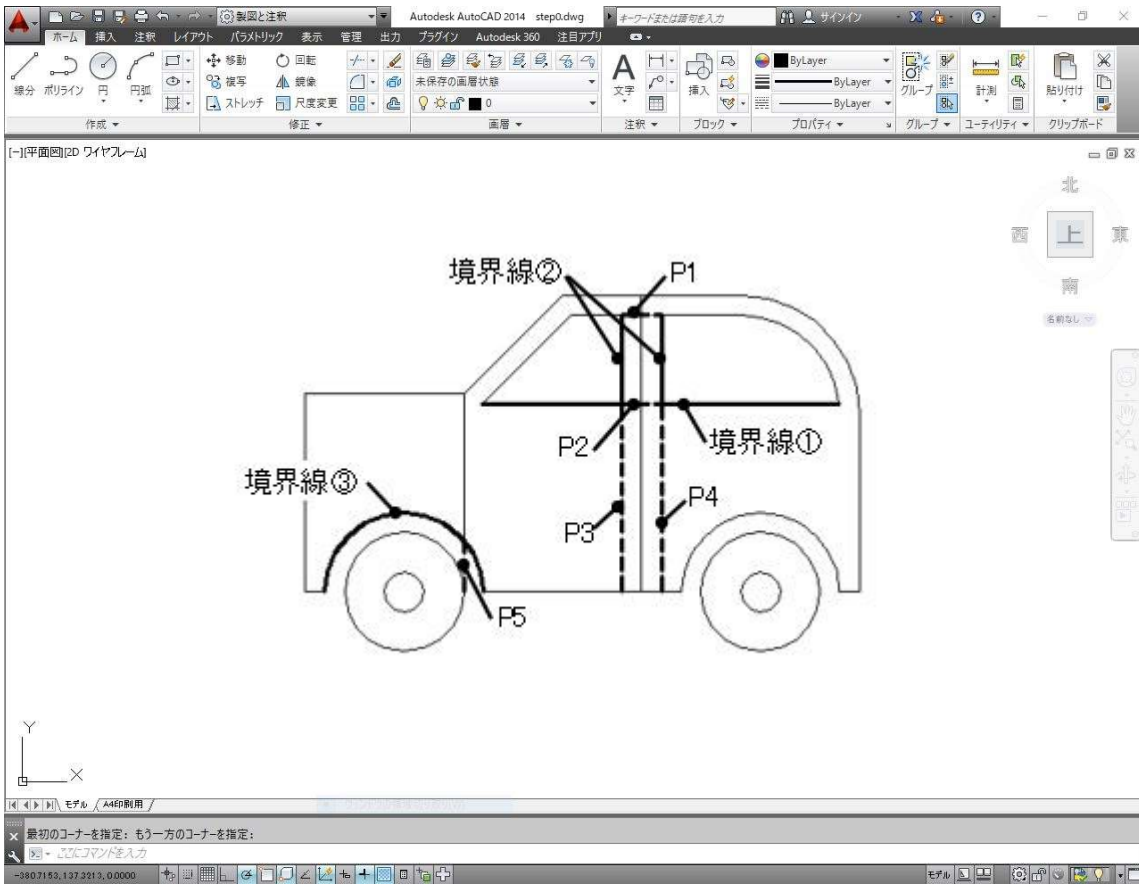 製図と注釈
Autodesk AutoCAD 2014 step0.dwg
キーワードまたは語句を入力
サインイン
ホーム 挿入 注釈 レイアウト パラメトリック 表示 管理 出力 プラグイン Autodesk 360 注目アプリ
線分 ポリライン 円 円弧
移動 回転
複写 鏡像
ストレッチ 尺度変更
未保存の画層状態
0
文字
挿入
ByLayer
ByLayer
ByLayer
グループ
計測
貼り付け
作成 修正 画層 注釈 ブロック プロパティ グループ ユーティリティ クリップボード
[-][平面図][2D ワイヤフレーム]
北
西 上 東
南
名前なし
境界線② P1
P2 境界線①
境界線③
P3 P4
P5
Y
X
モデル A4印刷用
最初のコーナーを指定: もう一方のコーナーを指定:
ここにコマンドを入力
-380.7153, 137.3213, 0.0000
モデル